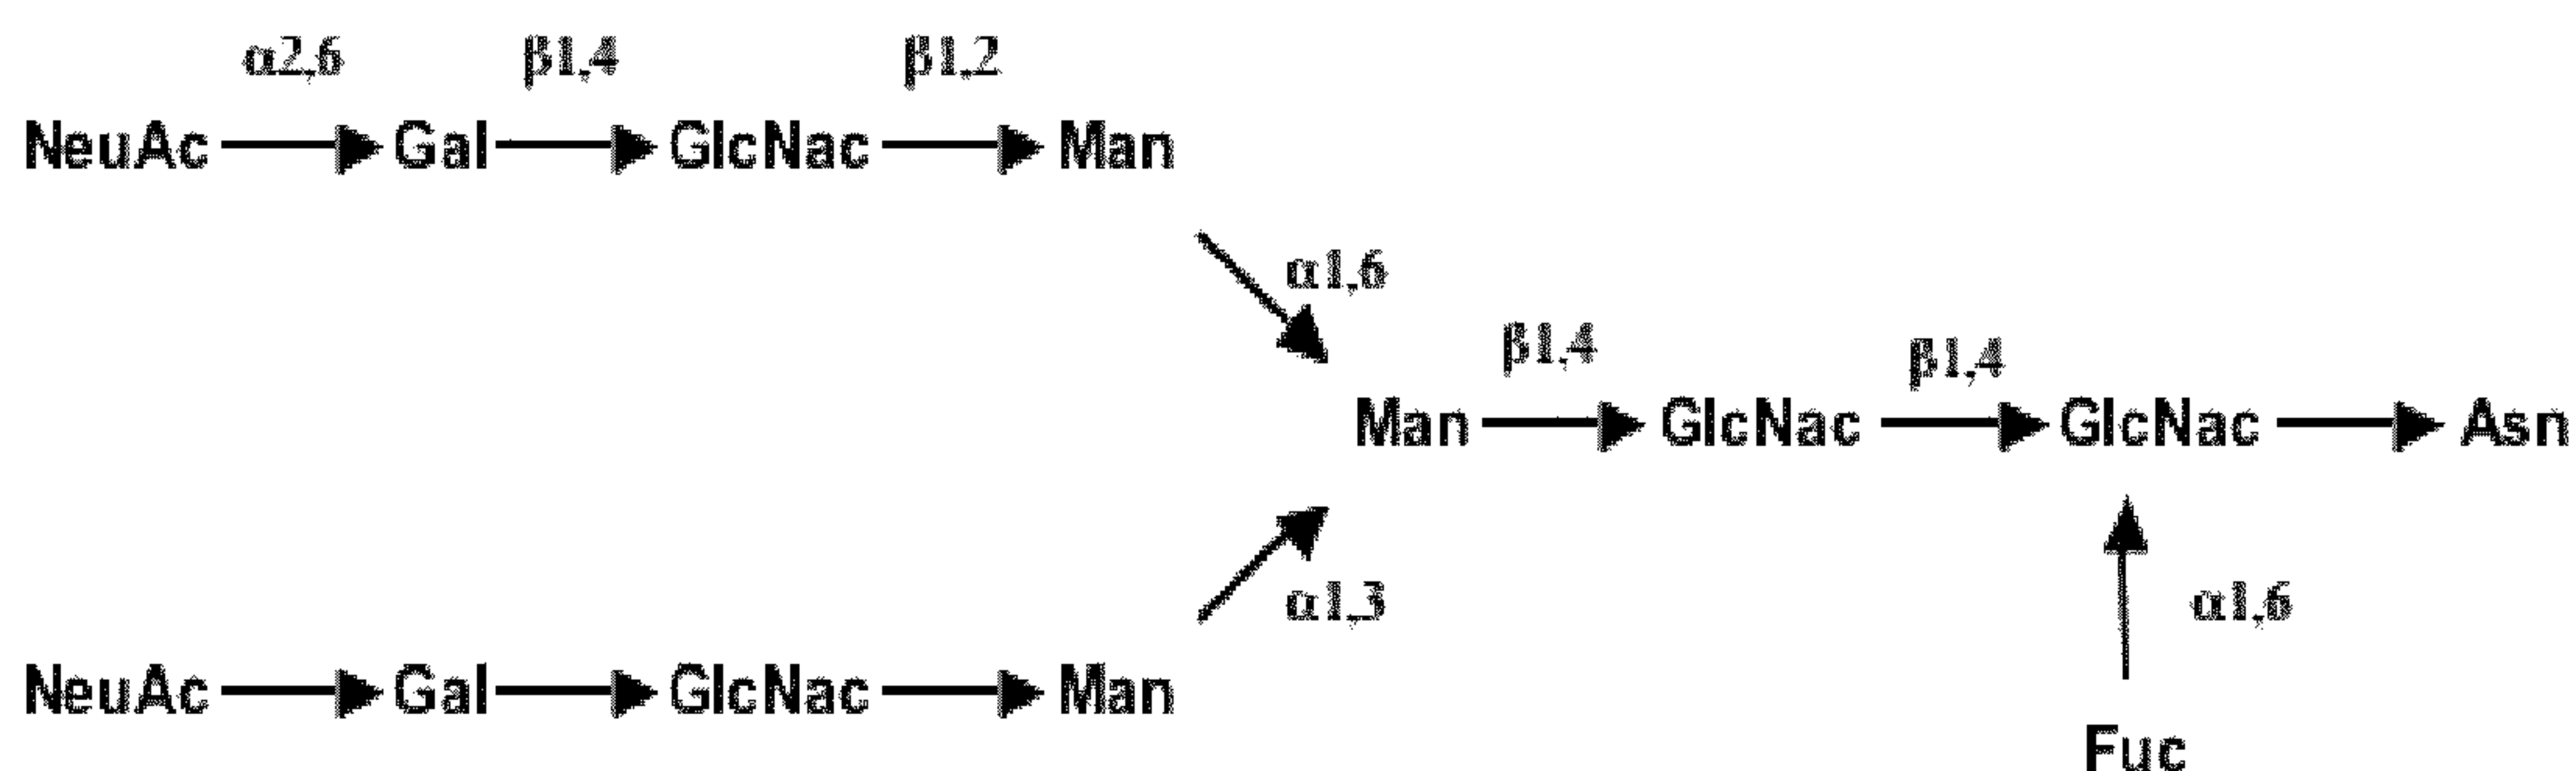 α2,6 β1,4 β1,2
NeuAc Gal GlcNac Man
α1,6
β1,4 β1,4
Man GlcNac GlcNac Asn
α1,3 α1,6
NeuAc Gal GlcNac Man
Fuc